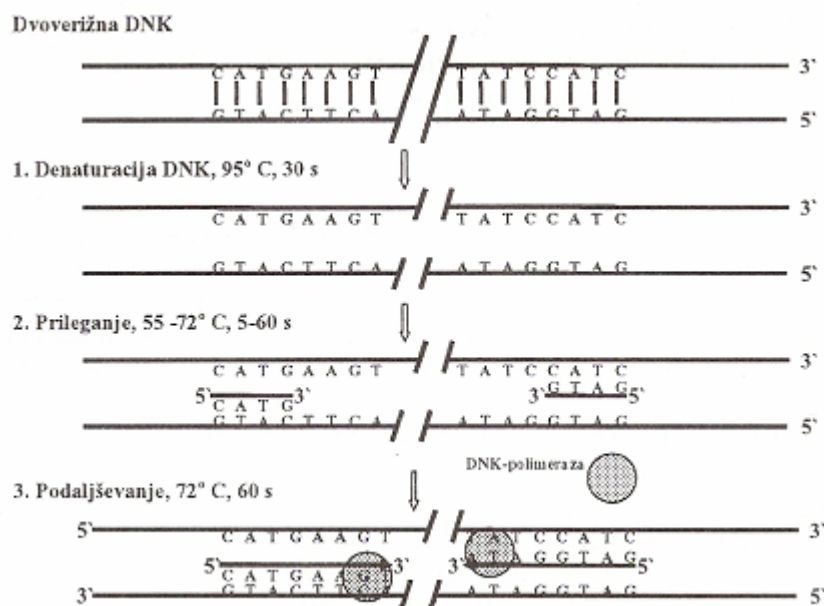 Dvoverižna DNK
C A T G A A G T T A T C C A T C 3`
G T A C T T C A A T A G G T A G 5`
1. Denaturacija DNK, 95° C, 30 s
3`
C A T G A A G T T A T C C A T C
G T A C T T C A A T A G G T A G 5`
2. Prileganje, 55 -72° C, 5-60 s
3`
C A T G A A G T T A T C C A T C
5` 3` 3` G T A G 5`
C A T G
G T A C T T C A A T A G G T A G 5`
DNK-polimeraza
3. Podaljševanje, 72° C, 60 s
5` 3`
C A T G A A G T A T C C A T C
5` 3` 3` A T A G G T A G 5`
C A T G A A G T
3` G T A C T T A T A G G T A G 5`